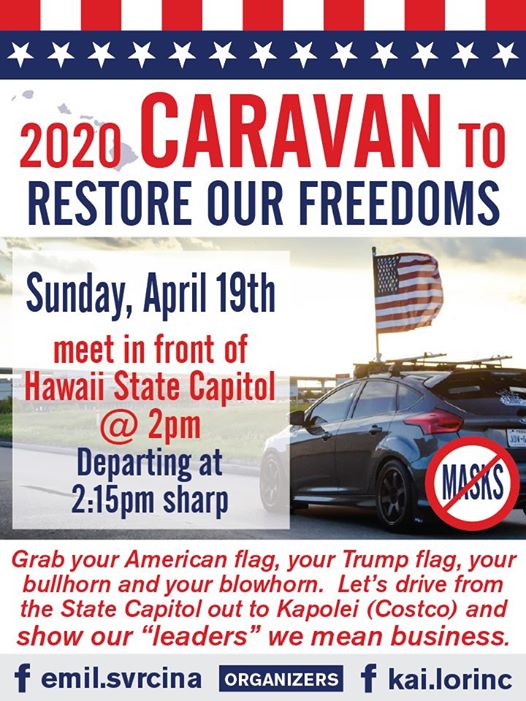 2020 CARAVAN TO
RESTORE OUR FREEDOMS
Sunday, April 19th
meet in front of
Hawaii State Capitol
@ 2pm
Departing at
2:15pm sharp
MASKS
Grab your American flag, your Trump flag, your
bullhorn and your blowhorn. Let's drive from
the State Capitol out to Kapolei (Costco) and
show our “leaders” we mean business.
f emil.svrcina ORGANIZERS f kai.lorinc